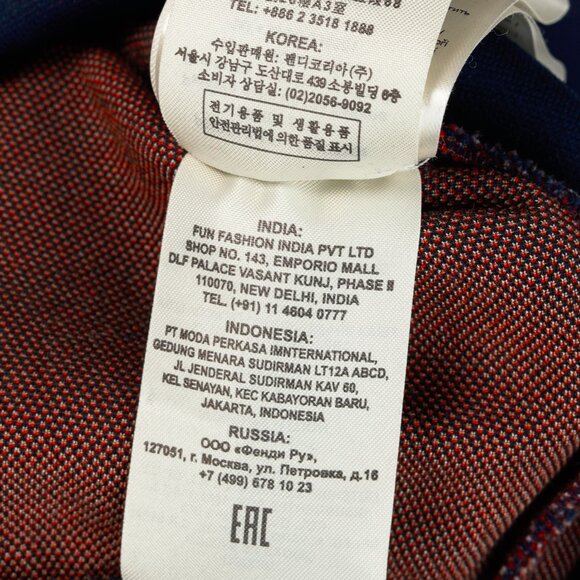 樓A3室
TEL: +886 2 3518 1888
KOREA:
수입판매원: 펜디코리아(주)
서울시 강남구 도산대로 439 소봉빌딩 6층
소비자 상담실: (02)2056-9092
전기용품 및 생활용품
안전관리법에 의한 품질 표시
INDIA:
FUN FASHION INDIA PVT LTD
SHOP NO. 143, EMPORIO MALL
DLF PALACE VASANT KUNJ, PHASE II
110070, NEW DELHI, INDIA
TEL. (+91) 11 4604 0777
INDONESIA:
PT MODA PERKASA IMNTERNATIONAL,
GEDUNG MENARA SUDIRMAN LT12A ABCD,
JL JENDERAL SUDIRMAN KAV 60,
KEL SENAYAN, KEC KABAYORAN BARU,
JAKARTA, INDONESIA
RUSSIA:
ООО «Фенди Ру»,
127051, г. Москва, ул. Петровка, д.16
+7 (499) 678 10 23
EAC